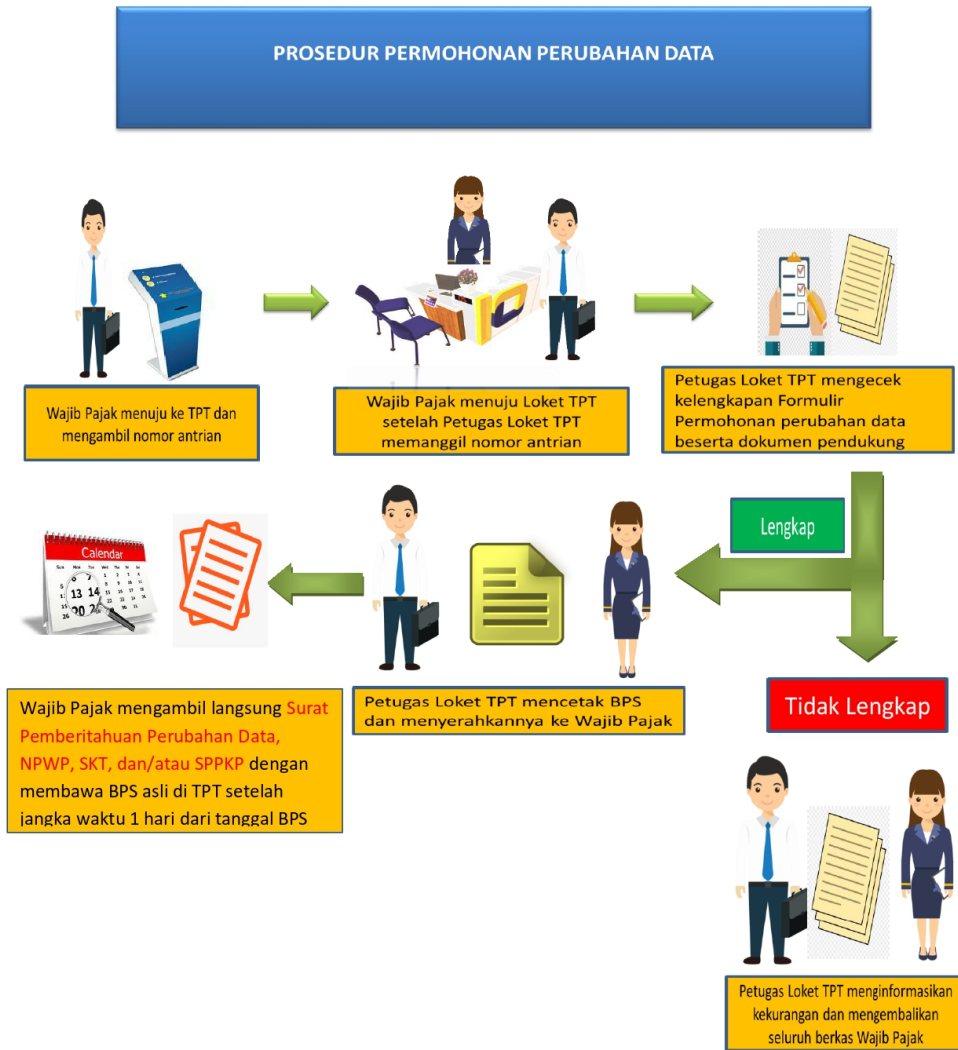 PROSEDUR PERMOHONAN PERUBAHAN DATA
Wajib Pajak menuju ke TPT dan
mengambil nomor antrian
Wajib Pajak menuju Loket TPT
setelah Petugas Loket TPT
memanggil nomor antrian
Petugas Loket TPT mengecek
kelengkapan Formulir
Permohonan perubahan data
beserta dokumen pendukung
Lengkap
Tidak Lengkap
Petugas Loket TPT mencetak BPS
dan menyerahkannya ke Wajib Pajak
Calendar
13 14
Wajib Pajak mengambil langsung Surat
Pemberitahuan Perubahan Data,
NPWP, SKT, dan/atau SPPKP dengan
membawa BPS asli di TPT setelah
jangka waktu 1 hari dari tanggal BPS
Petugas Loket TPT menginformasikan
kekurangan dan mengembalikan
seluruh berkas Wajib Pajak